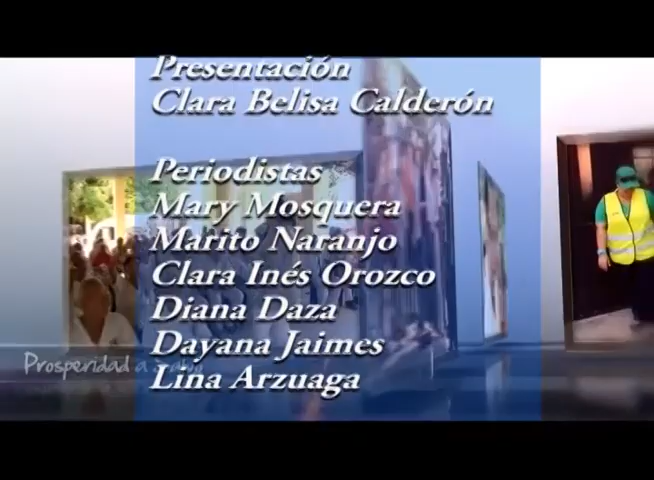 Presentación
Clara Belisa Calderón
Periodistas
Mary Mosquera
Marito Naranjo
Clara Inés Orozco
Diana Daza
Dayana Jaimes
Lina Arzuaga
Prosperidad a